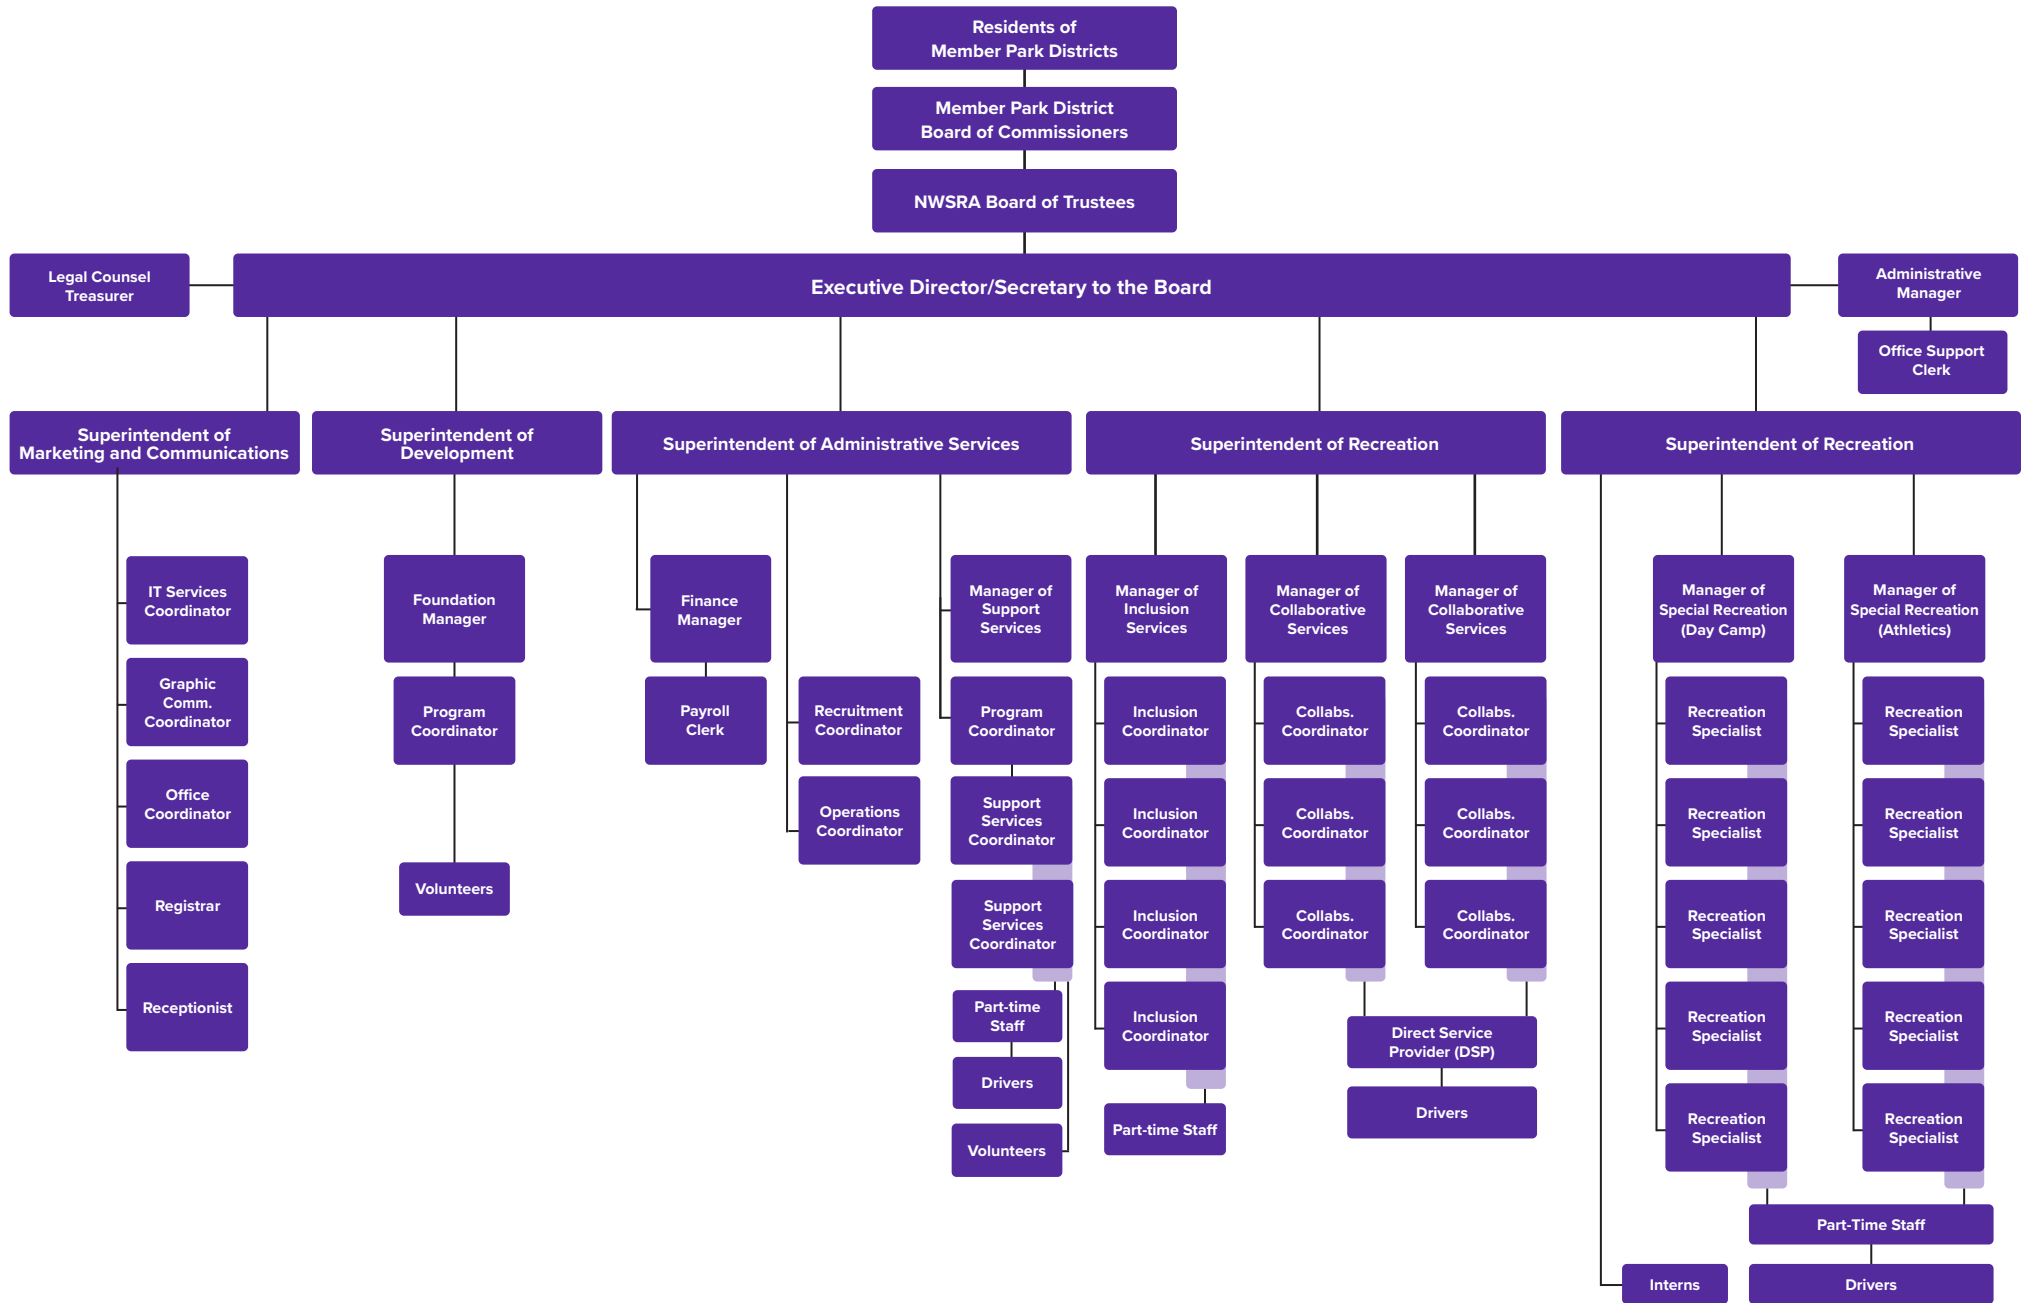 Residents of
Member Park Districts
Member Park District
Board of Commissioners
NWSRA Board of Trustees
Legal Counsel
Treasurer
Executive Director/Secretary to the Board
Administrative
Manager
Office Support
Clerk
Superintendent of
Marketing and Communications
Superintendent of
Development
Superintendent of Administrative Services
Superintendent of Recreation
Superintendent of Recreation
IT Services
Coordinator
Graphic
Comm.
Coordinator
Office
Coordinator
Registrar
Receptionist
Foundation
Manager
Program
Coordinator
Volunteers
Finance
Manager
Payroll
Clerk
Recruitment
Coordinator
Operations
Coordinator
Manager of
Support
Services
Program
Coordinator
Support
Services
Coordinator
Support
Services
Coordinator
Part-time
Staff
Drivers
Volunteers
Manager of
Inclusion
Services
Inclusion
Coordinator
Inclusion
Coordinator
Inclusion
Coordinator
Inclusion
Coordinator
Part-time Staff
Manager of
Collaborative
Services
Collabs.
Coordinator
Collabs.
Coordinator
Collabs.
Coordinator
Manager of
Collaborative
Services
Collabs.
Coordinator
Collabs.
Coordinator
Collabs.
Coordinator
Direct Service
Provider (DSP)
Drivers
Manager of
Special Recreation
(Day Camp)
Recreation
Specialist
Recreation
Specialist
Recreation
Specialist
Recreation
Specialist
Recreation
Specialist
Manager of
Special Recreation
(Athletics)
Recreation
Specialist
Recreation
Specialist
Recreation
Specialist
Recreation
Specialist
Recreation
Specialist
Part-Time Staff
Interns
Drivers